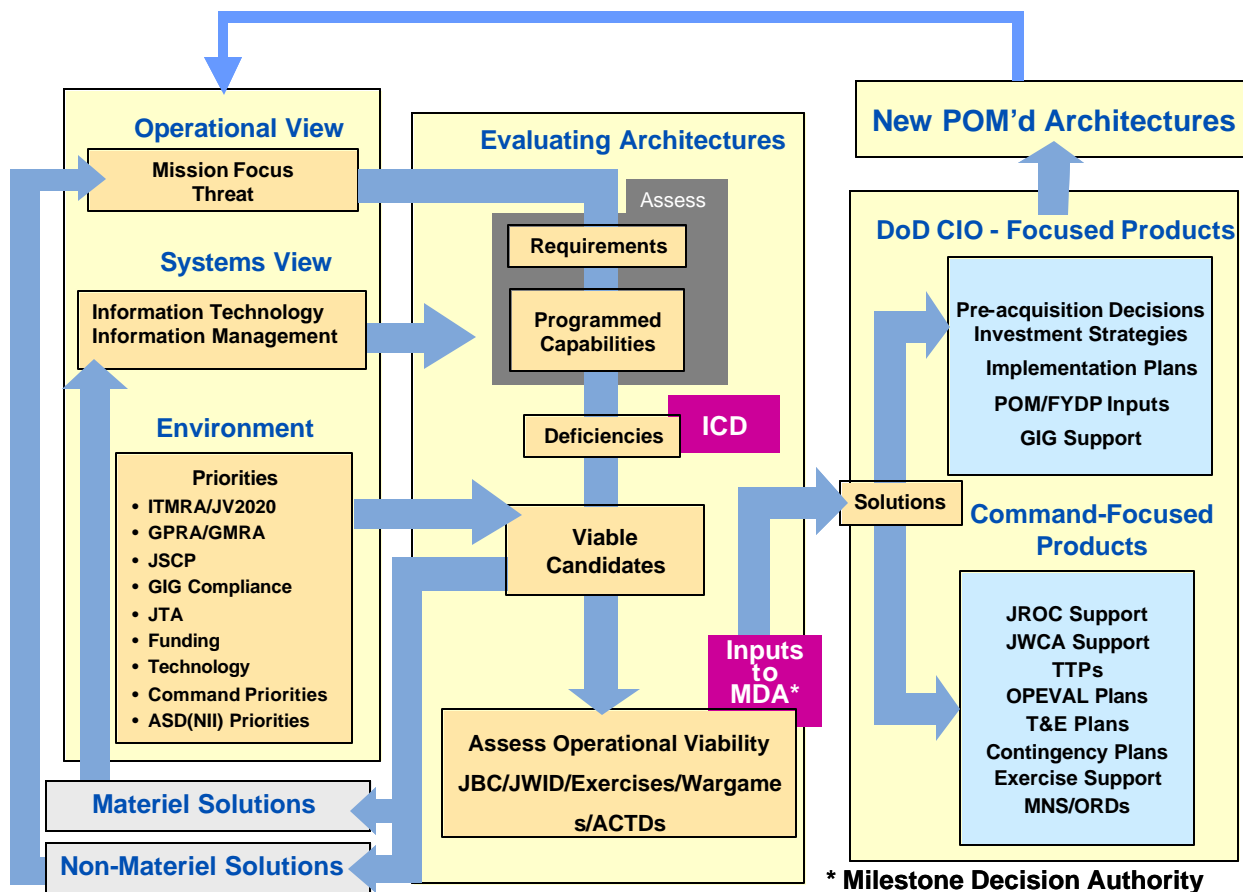 Operational View
Mission Focus
Threat
Systems View
Information Technology
Information Management
Environment
Priorities
• ITMRA/JV2020
• GPRA/GMRA
• JSCP
• GIG Compliance
• JTA
• Funding
• Technology
• Command Priorities
• ASD(NII) Priorities
Materiel Solutions
Non-Materiel Solutions
Evaluating Architectures
Assess
Requirements
Programmed
Capabilities
Deficiencies
ICD
Viable
Candidates
Inputs
to
MDA*
Assess Operational Viability
JBC/JWID/Exercises/Wargame
s/ACTDs
New POM'd Architectures
DoD CIO - Focused Products
Pre-acquisition Decisions
Investment Strategies
Implementation Plans
POM/FYDP Inputs
GIG Support
Solutions
Command-Focused
Products
JROC Support
JWCA Support
TTPs
OPEVAL Plans
T&E Plans
Contingency Plans
Exercise Support
MNS/ORDs
* Milestone Decision Authority